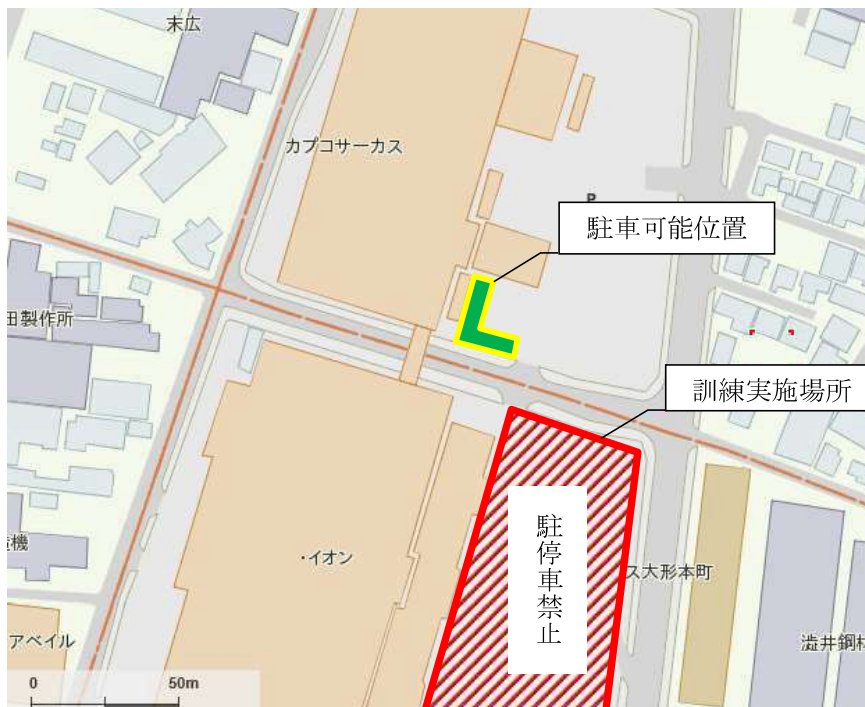 末広
カプコサーカス
P
駐車可能位置
田製作所
訓練実施場所
駐停車禁止
・イオン
ス大形本町
機
アベイル
澁井鋼材
0 50m